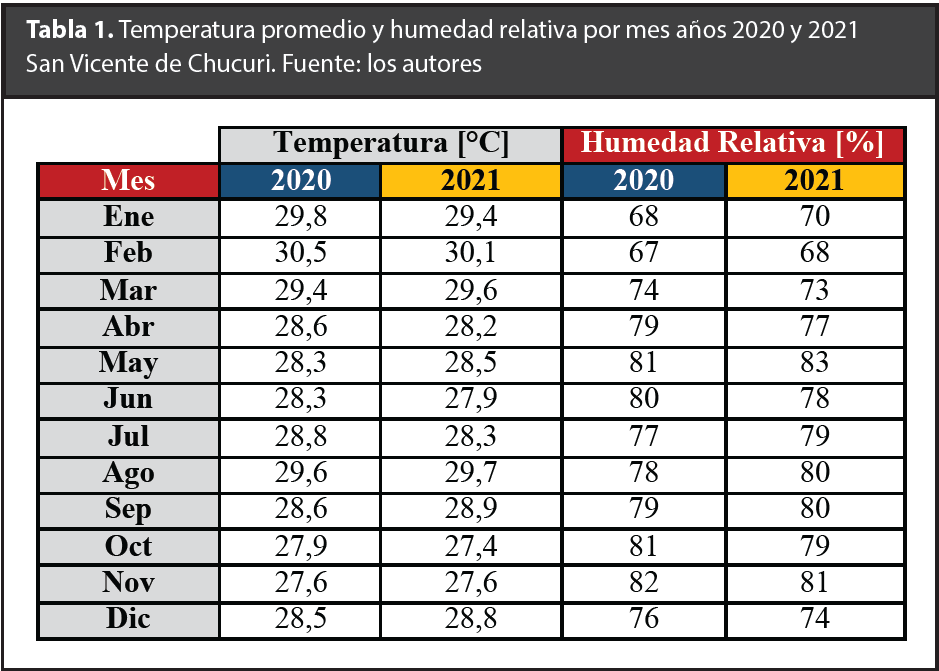 Tabla 1. Temperatura promedio y humedad relativa por mes años 2020 y 2021
San Vicente de Chucuri. Fuente: los autores
Temperatura [°C] Humedad Relativa [%]
Mes 2020 2021 2020 2021
Ene 29,8 29,4 68 70
Feb 30,5 30,1 67 68
Mar 29,4 29,6 74 73
Abr 28,6 28,2 79 77
May 28,3 28,5 81 83
Jun 28,3 27,9 80 78
Jul 28,8 28,3 77 79
Ago 29,6 29,7 78 80
Sep 28,6 28,9 79 80
Oct 27,9 27,4 81 79
Nov 27,6 27,6 82 81
Dic 28,5 28,8 76 74